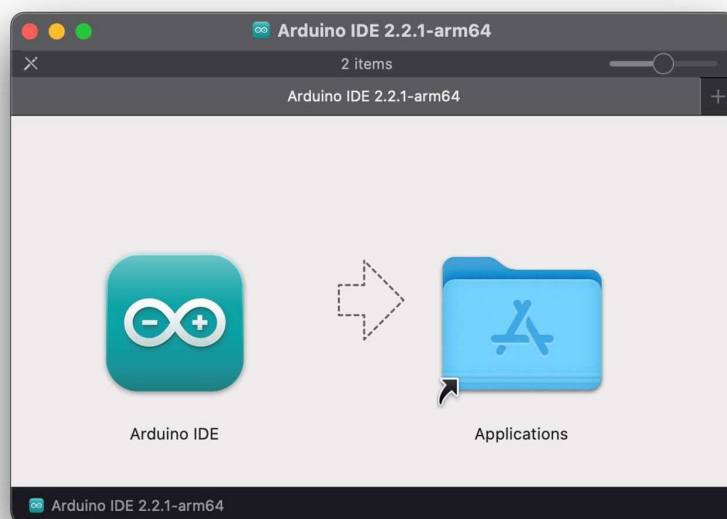 Arduino IDE 2.2.1-arm64
2 items
Arduino IDE 2.2.1-arm64
Arduino IDE
Applications
Arduino IDE 2.2.1-arm64